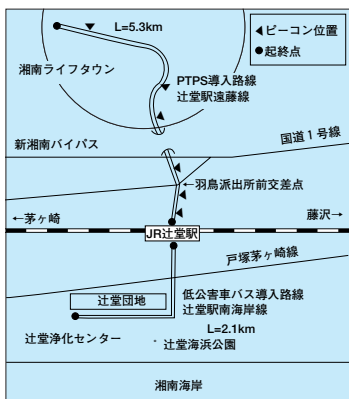 L=5.3km
ビーコン位置
起終点
湘南ライフタウン
PTPS導入路線
辻堂駅遠藤線
新湘南バイパス
国道1号線
羽鳥派出所前交差点
←茅ヶ崎
藤沢→
JR辻堂駅
戸塚茅ヶ崎線
辻堂団地
低公害車バス導入路線
辻堂駅南海岸線
L=2.1km
辻堂浄化センター
辻堂海浜公園
湘南海岸